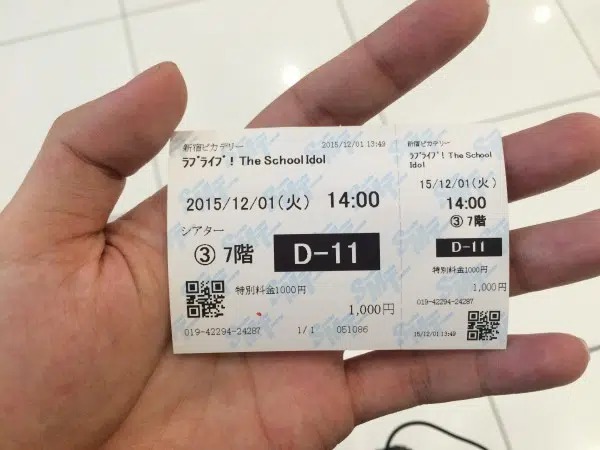 新宿ピカデリー 2015/12/01 13:49
ラブライブ! The School Idol
2015/12/01(火) 14:00
シアター
③ 7階 D-11
特別料金1000円
1,000円
019-42294-24287 1/1 051086
新宿ピカデリー
ラブライブ! The School
Idol
15/12/01(火)
14:00
③ 7階
D-11
特別料金1000円
1,000円
019-42294-24287
15/12/01 13:49